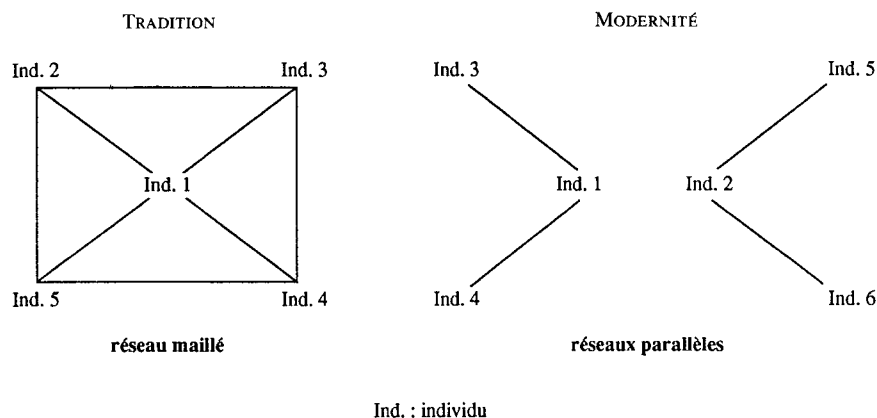 TRADITION
MODERNITÉ
Ind. 2
Ind. 3
Ind. 1
Ind. 5
Ind. 4
réseau maillé
Ind. 3
Ind. 5
Ind. 1
Ind. 2
Ind. 4
Ind. 6
réseaux parallèles
Ind. : individu